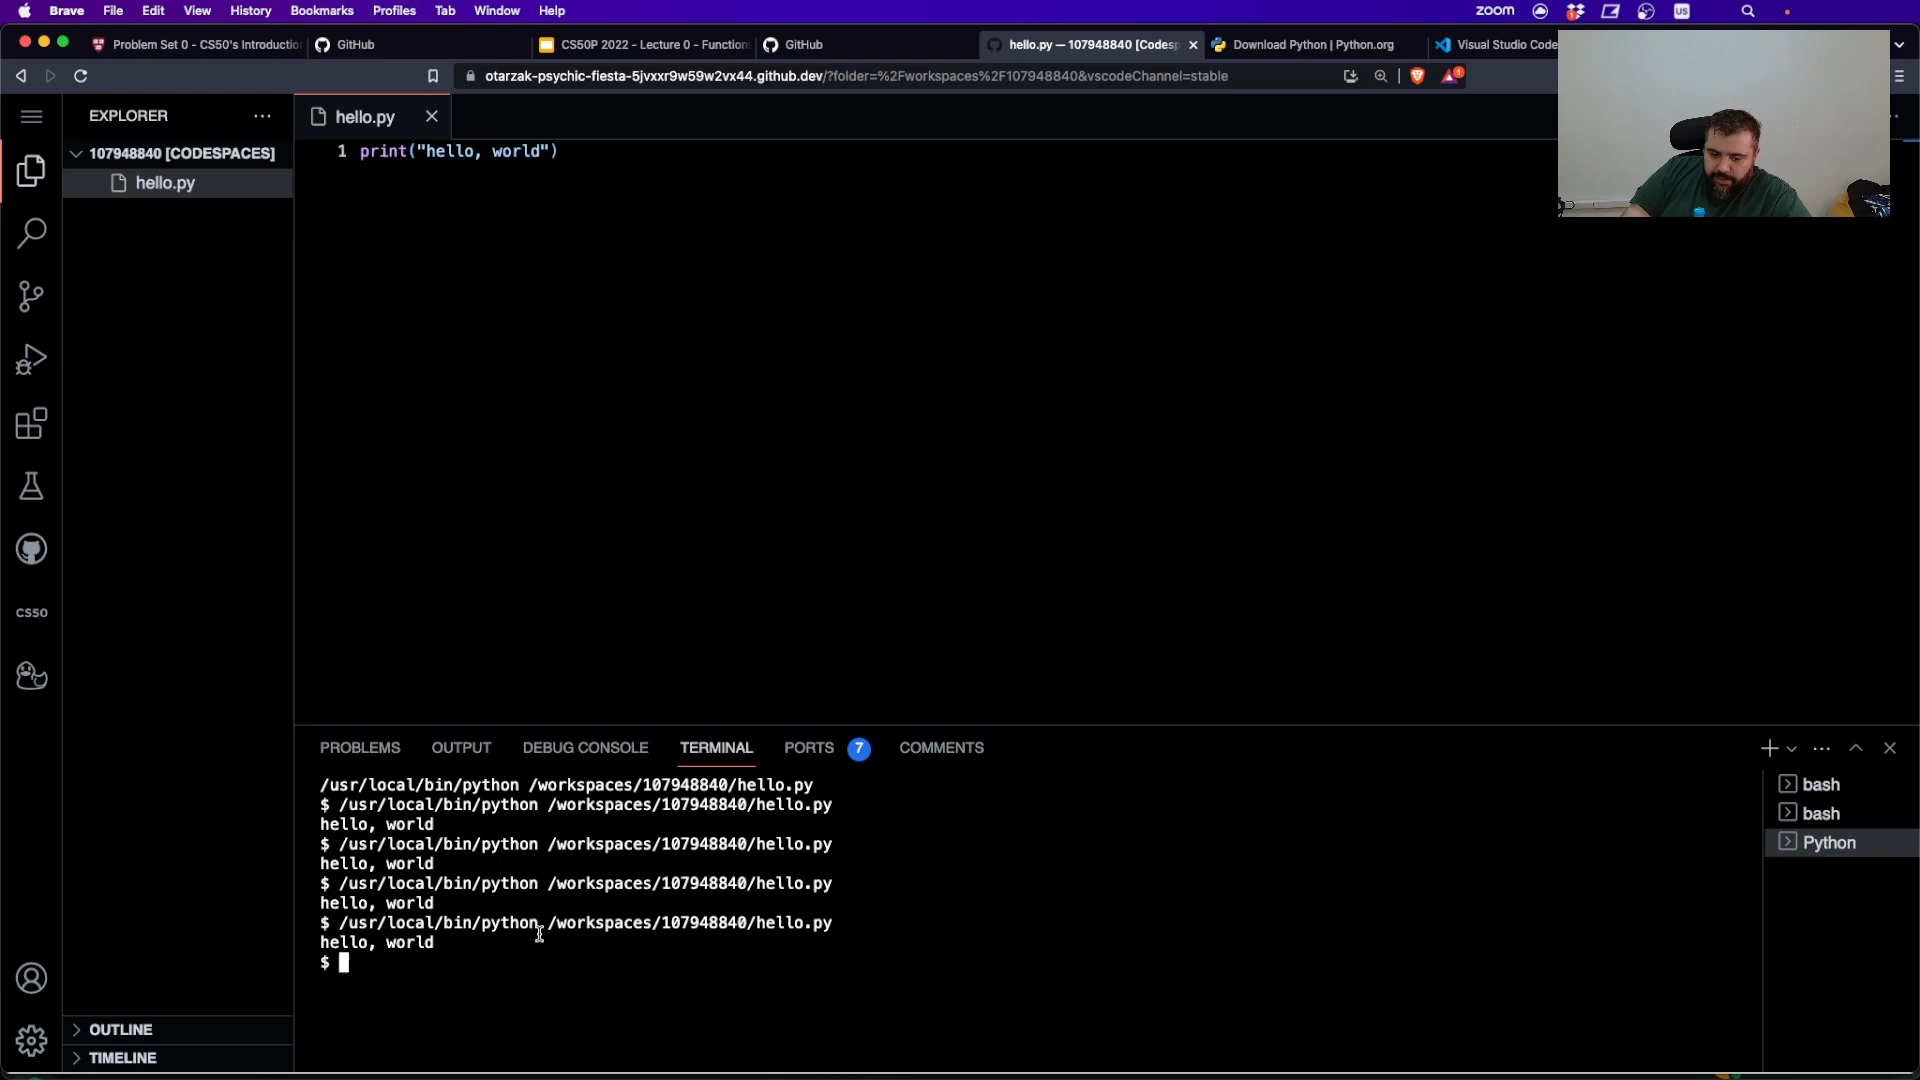 Brave File Edit View History Bookmarks Profiles Tab Window Help zoom US
Problem Set 0 - CS50's Introductio GitHub CS50P 2022 - Lecture 0 - Function GitHub hello.py — 107948840 [Codesp Download Python | Python.org Visual Studio Code
otarzak-psychic-fiesta-5jvxxr9w59w2vx44.github.dev/?folder=%2Fworkspaces%2F107948840&vscodeChannel=stable 1
EXPLORER
107948840 [CODESPACES]
hello.py
CS50
OUTLINE
TIMELINE
hello.py
1 print("hello, world")
PROBLEMS OUTPUT DEBUG CONSOLE TERMINAL PORTS 7 COMMENTS
/usr/local/bin/python /workspaces/107948840/hello.py
$ /usr/local/bin/python /workspaces/107948840/hello.py
hello, world
$ /usr/local/bin/python /workspaces/107948840/hello.py
hello, world
$ /usr/local/bin/python /workspaces/107948840/hello.py
hello, world
$ /usr/local/bin/python /workspaces/107948840/hello.py
hello, world
$
bash
bash
Python